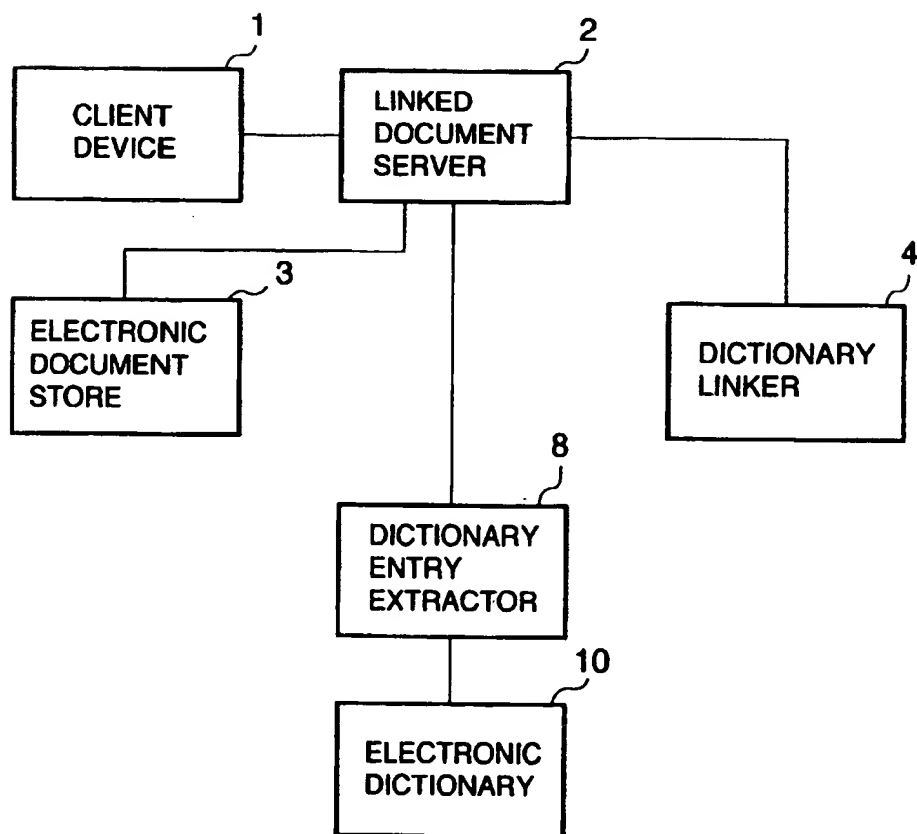 1
CLIENT
DEVICE
2
LINKED
DOCUMENT
SERVER
3
ELECTRONIC
DOCUMENT
STORE
4
DICTIONARY
LINKER
8
DICTIONARY
ENTRY
EXTRACTOR
10
ELECTRONIC
DICTIONARY